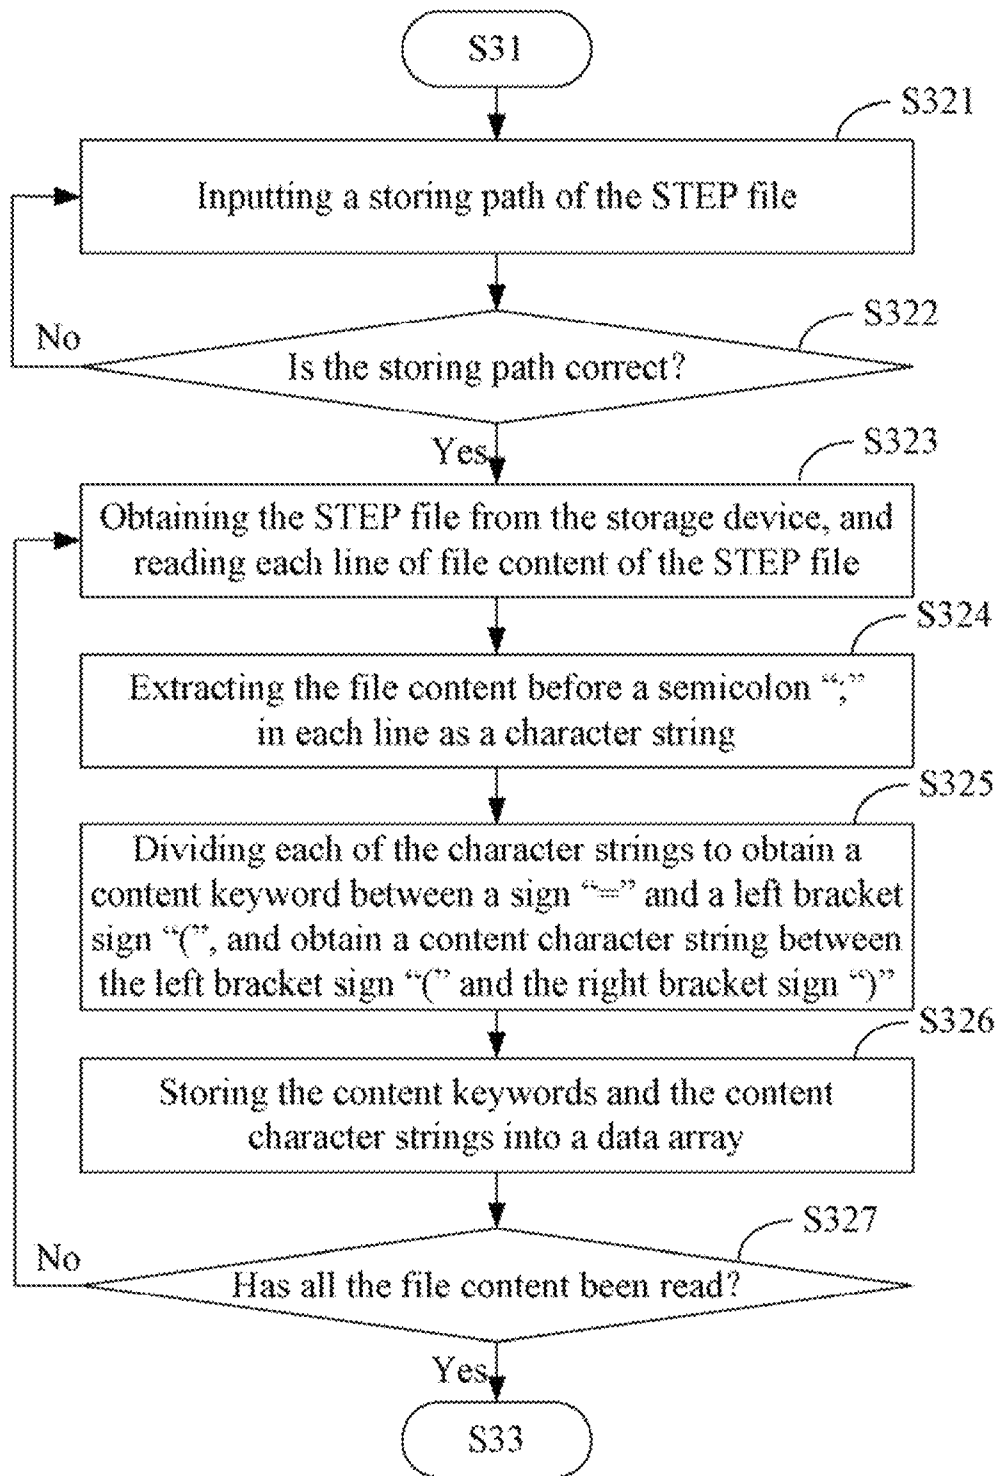 S31
S321
Inputting a storing path of the STEP file
S322
No
Is the storing path correct?
Yes
S323
Obtaining the STEP file from the storage device, and
reading each line of file content of the STEP file
S324
Extracting the file content before a semicolon “;”
in each line as a character string
S325
Dividing each of the character strings to obtain a
content keyword between a sign “=” and a left bracket
sign “(”, and obtain a content character string between
the left bracket sign “(” and the right bracket sign “)”
S326
Storing the content keywords and the content
character strings into a data array
S327
No
Has all the file content been read?
Yes
S33